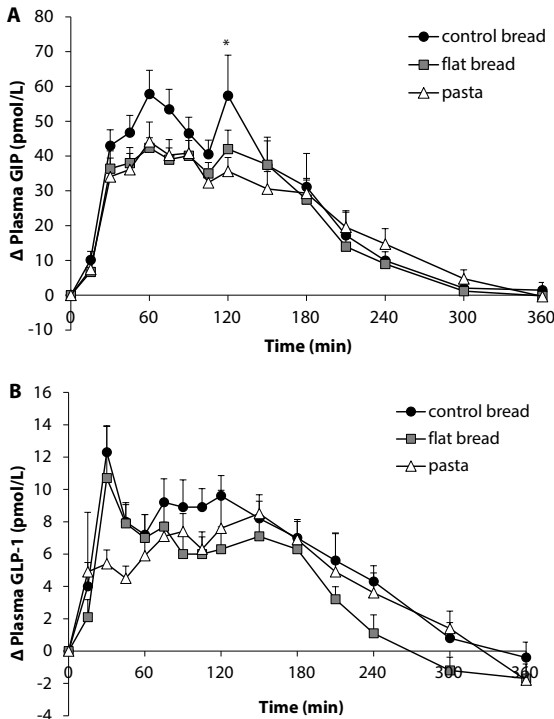 A
80
70
60
50
40
30
20
10
0
-10
Δ Plasma GIP (pmol/L)
*
control bread
flat bread
pasta
0 60 120 180 240 300 360
Time (min)
B
16
14
12
10
8
6
4
2
0
-2
-4
Δ Plasma GLP-1 (pmol/L)
control bread
flat bread
pasta
0 60 120 180 240 300 360
Time (min)